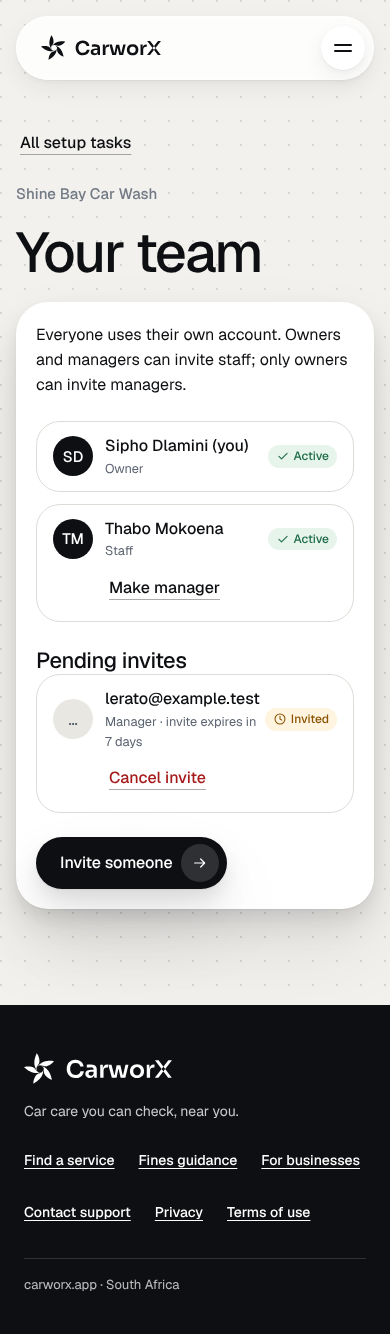 CarworX
All setup tasks
Shine Bay Car Wash
Your team
Everyone uses their own account. Owners
and managers can invite staff; only owners
can invite managers.
SD
Sipho Dlamini (you)
Owner
Active
TM
Thabo Mokoena
Staff
Active
Make manager
Pending invites
...
lerato@example.test
Manager · invite expires in
7 days
Invited
Cancel invite
Invite someone
CarworX
Car care you can check, near you.
Find a service Fines guidance For businesses
Contact support Privacy Terms of use
carworx.app · South Africa